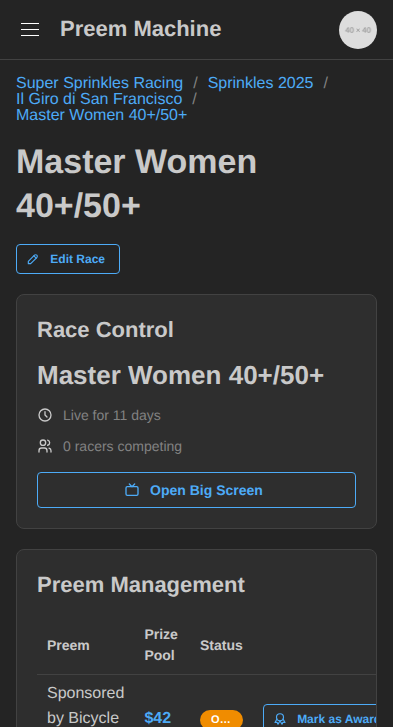 Preem Machine
40 × 40
Super Sprinkles Racing / Sprinkles 2025 /
Il Giro di San Francisco /
Master Women 40+/50+
Master Women
40+/50+
Edit Race
Race Control
Master Women 40+/50+
Live for 11 days
0 racers competing
Open Big Screen
Preem Management
Preem Prize Pool Status
Sponsored
by Bicycle $42 O... Mark as Awar